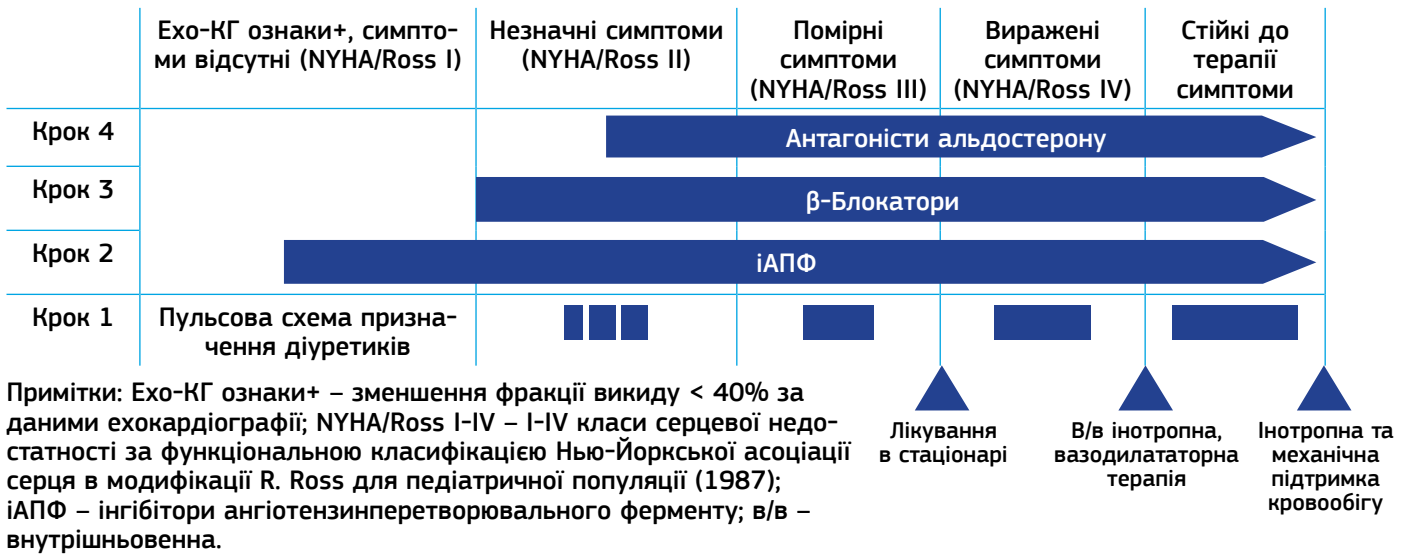 Ехо-КГ ознаки+, симпто-
ми відсутні (NYHA/Ross I)
Незначні симптоми
(NYHA/Ross II)
Помірні
симптоми
(NYHA/Ross III)
Виражені
симптоми
(NYHA/Ross IV)
Стійкі до
терапії
симптоми
Крок 4
Антагоністи альдостерону
Крок 3
β-Блокатори
Крок 2
іАПФ
Крок 1
Пульсова схема призна-
чення діуретиків
Примітки: Ехо-КГ ознаки+ – зменшення фракції викиду < 40% за
даними ехокардіографії; NYHA/Ross I-IV – I-IV класи серцевої недо-
статності за функціональною класифікацією Нью-Йоркської асоціації
серця в модифікації R. Ross для педіатричної популяції (1987);
іАПФ – інгібітори ангіотензинперетворювального ферменту; в/в –
внутрішньовенна.
Лікування
в стаціонарі
В/в інотропна,
вазодилататорна
терапія
Інотропна та
механічна
підтримка
кровообігу